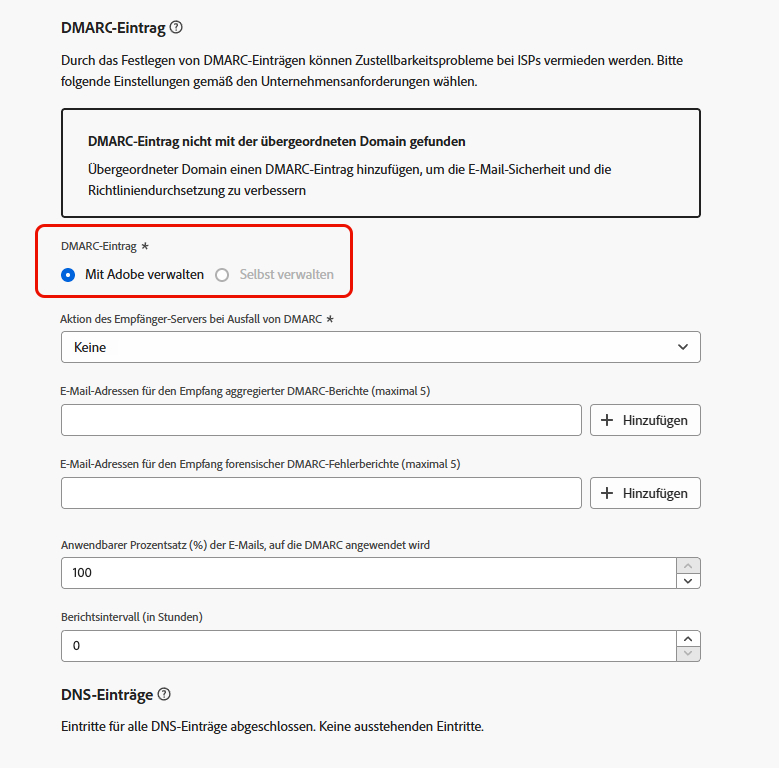 DMARC-Eintrag
Durch das Festlegen von DMARC-Einträgen können Zustellbarkeitsprobleme bei ISPs vermieden werden. Bitte
folgende Einstellungen gemäß den Unternehmensanforderungen wählen.
DMARC-Eintrag nicht mit der übergeordneten Domain gefunden
Übergeordneter Domain einen DMARC-Eintrag hinzufügen, um die E-Mail-Sicherheit und die
Richtliniendurchsetzung zu verbessern
DMARC-Eintrag *
Mit Adobe verwalten Selbst verwalten
Aktion des Empfänger-Servers bei Ausfall von DMARC *
Keine
E-Mail-Adressen für den Empfang aggregierter DMARC-Berichte (maximal 5)
+ Hinzufügen
E-Mail-Adressen für den Empfang forensischer DMARC-Fehlerberichte (maximal 5)
+ Hinzufügen
Anwendbarer Prozentsatz (%) der E-Mails, auf die DMARC angewendet wird
100
Berichtsintervall (in Stunden)
0
DNS-Einträge
Eintritte für alle DNS-Einträge abgeschlossen. Keine ausstehenden Eintritte.